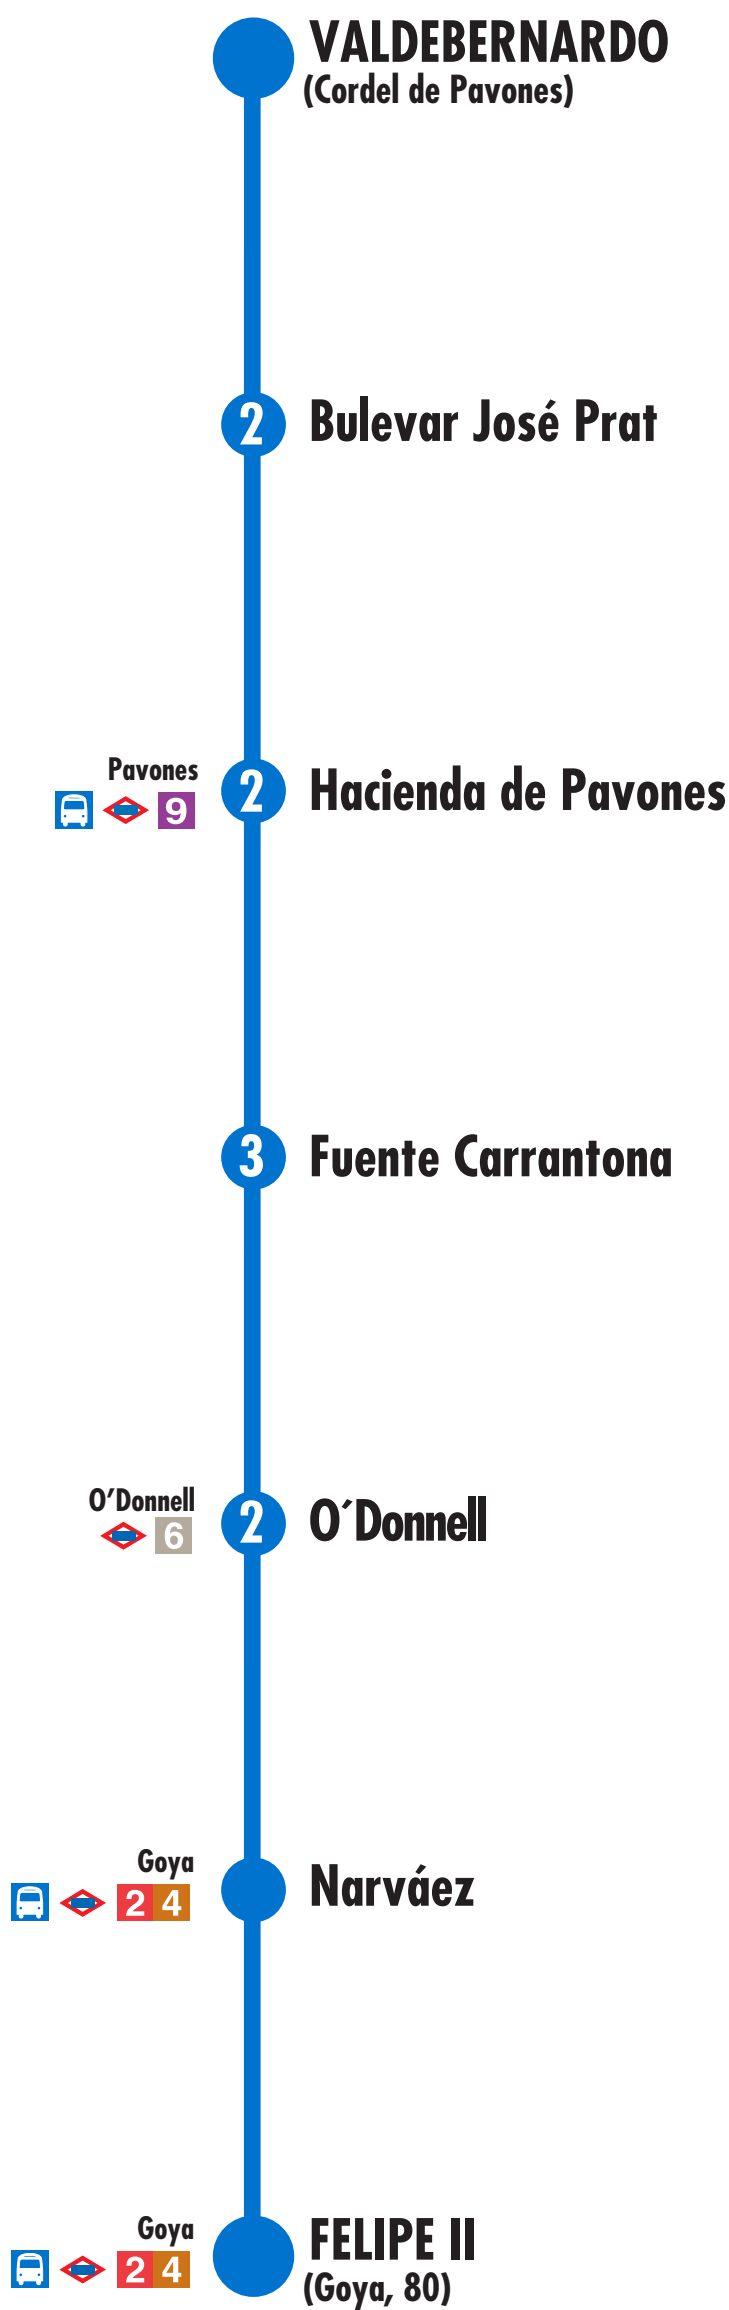 VALDEBERNARDO
(Cordel de Pavones)
2 Bulevar José Prat
Pavones
9
2 Hacienda de Pavones
3 Fuente Carrantona
O'Donnell
6
2 O´Donnell
Goya
2 4
Narváez
Goya
2 4
FELIPE II
(Goya, 80)